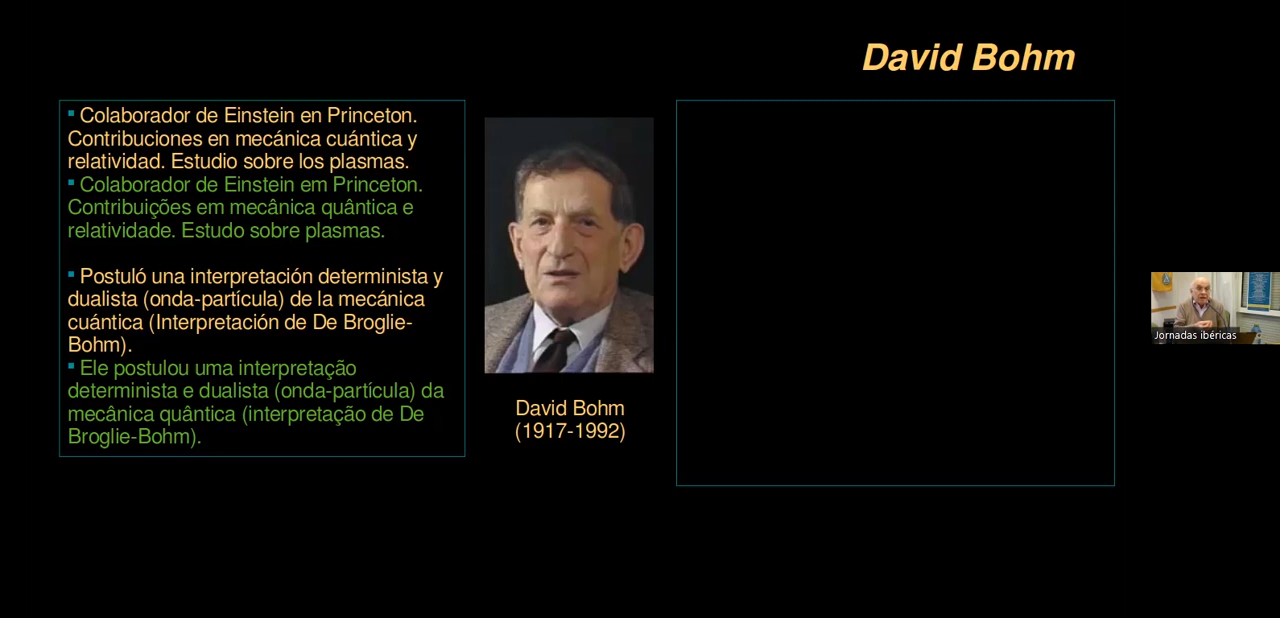 David Bohm
▪ Colaborador de Einstein en Princeton.
Contribuciones en mecánica cuántica y
relatividad. Estudio sobre los plasmas.
▪ Colaborador de Einstein em Princeton.
Contribuições em mecânica quântica e
relatividade. Estudo sobre plasmas.
▪ Postuló una interpretación determinista y
dualista (onda-partícula) de la mecánica
cuántica (Interpretación de De Broglie-
Bohm).
▪ Ele postulou uma interpretação
determinista e dualista (onda-partícula) da
mecânica quântica (interpretação de De
Broglie-Bohm).
David Bohm
(1917-1992)
Jornadas ibéricas